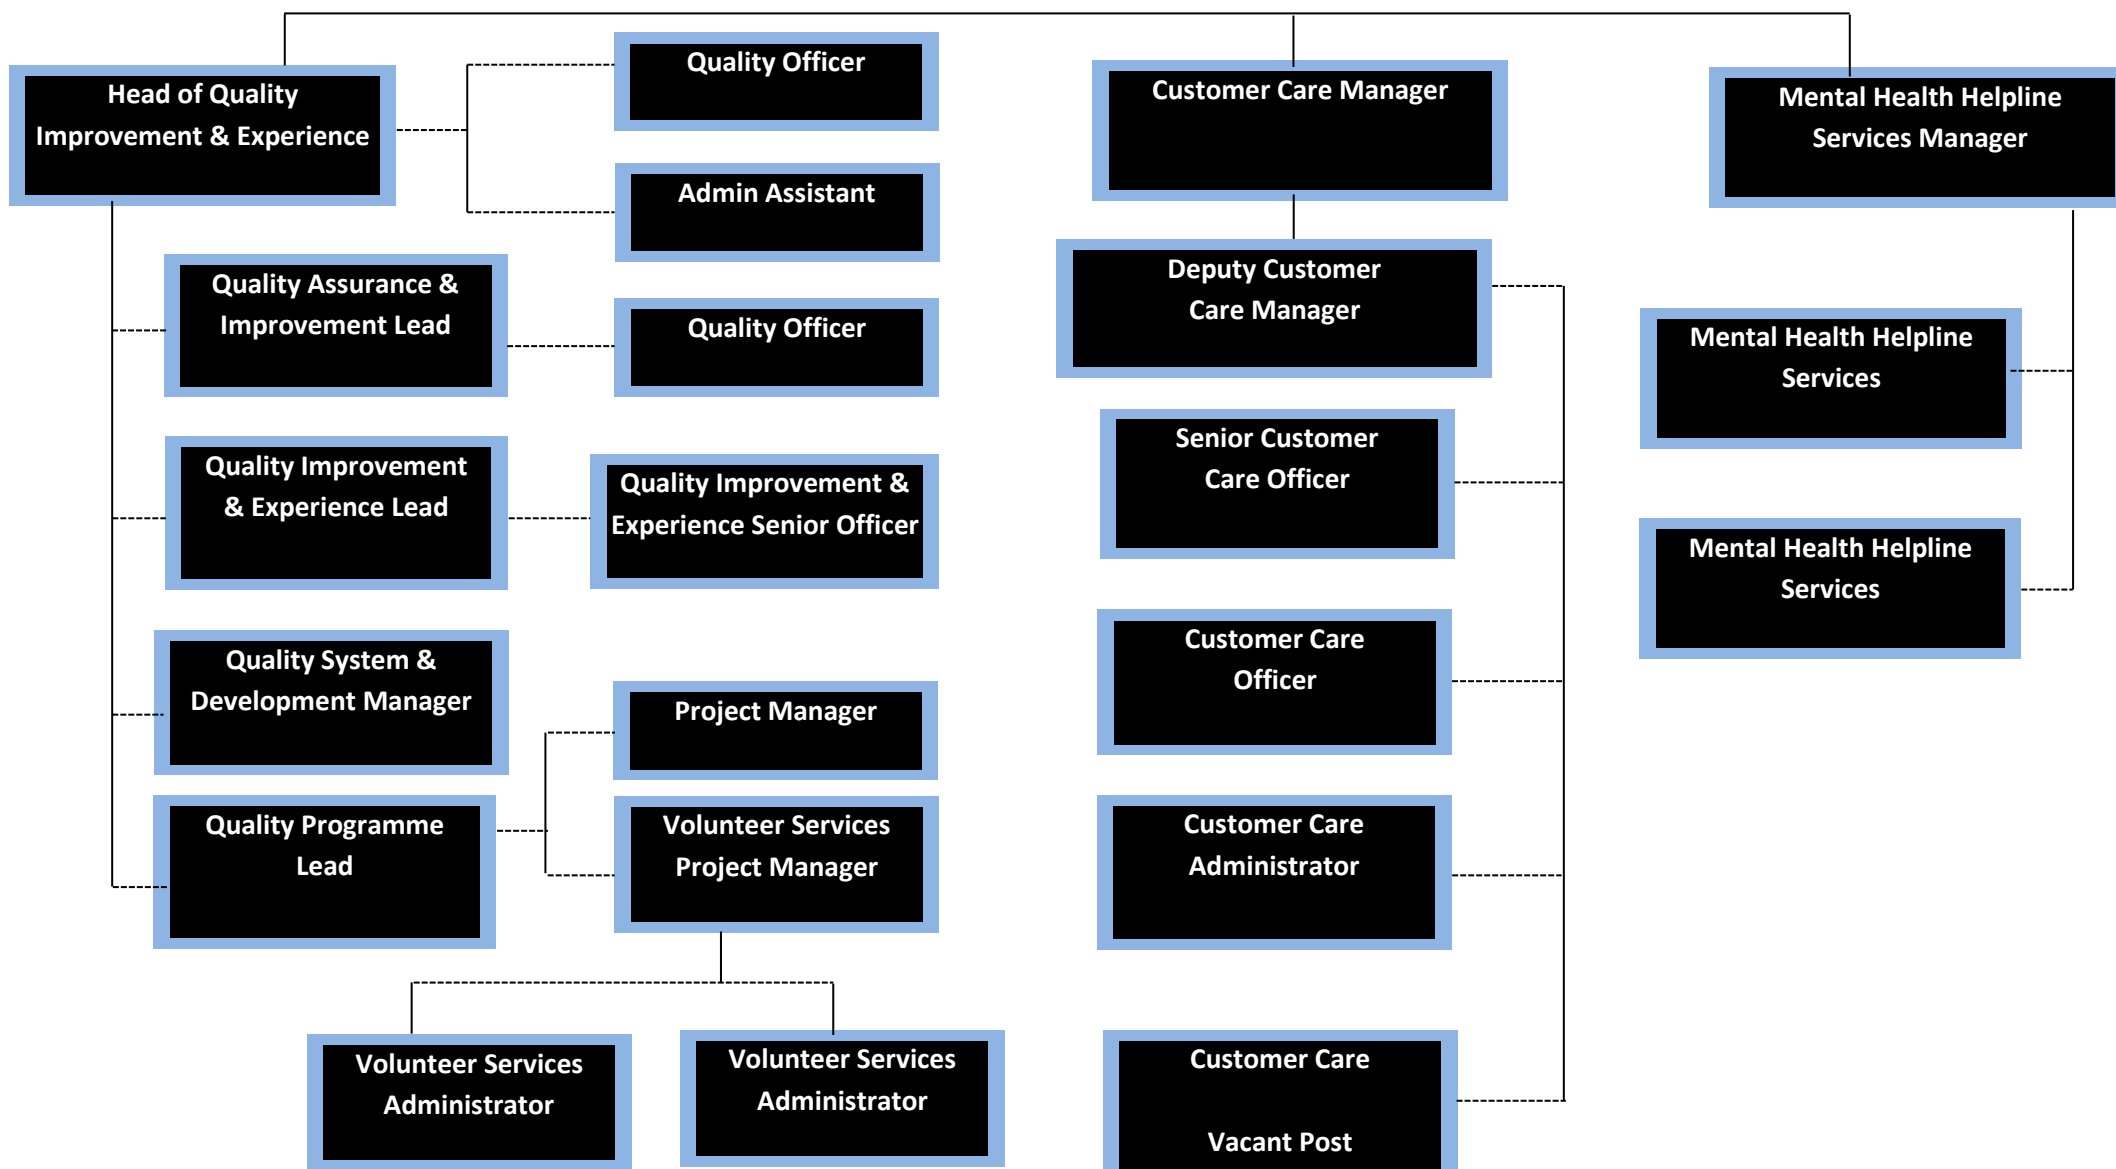 Head of Quality
Improvement & Experience
Quality Officer
Admin Assistant
Quality Assurance &
Improvement Lead
Quality Officer
Quality Improvement
& Experience Lead
Quality Improvement &
Experience Senior Officer
Quality System &
Development Manager
Quality Programme
Lead
Project Manager
Volunteer Services
Project Manager
Volunteer Services
Administrator
Volunteer Services
Administrator
Customer Care Manager
Deputy Customer
Care Manager
Senior Customer
Care Officer
Customer Care
Officer
Customer Care
Administrator
Customer Care
Vacant Post
Mental Health Helpline
Services Manager
Mental Health Helpline
Services
Mental Health Helpline
Services